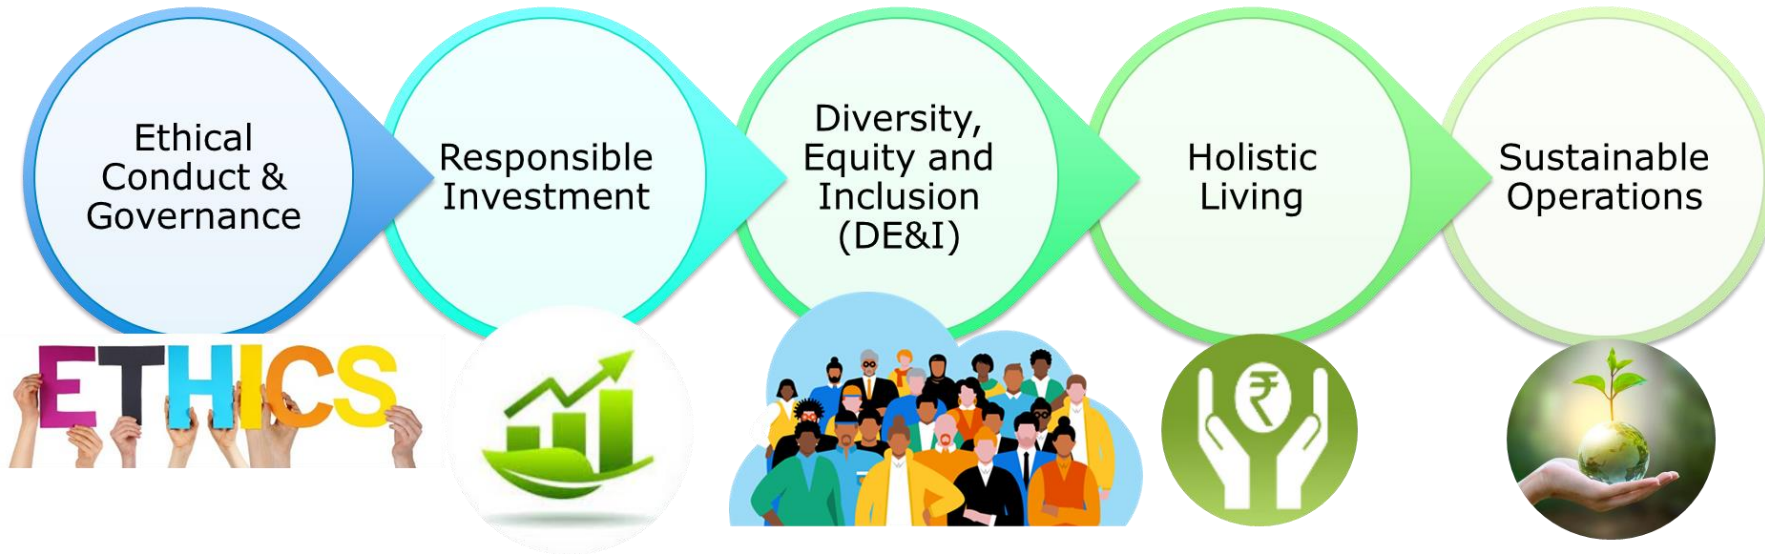 Ethical
Conduct &
Governance
Responsible
Investment
Diversity,
Equity and
Inclusion
(DE&I)
Holistic
Living
Sustainable
Operations
ETHICS
₹